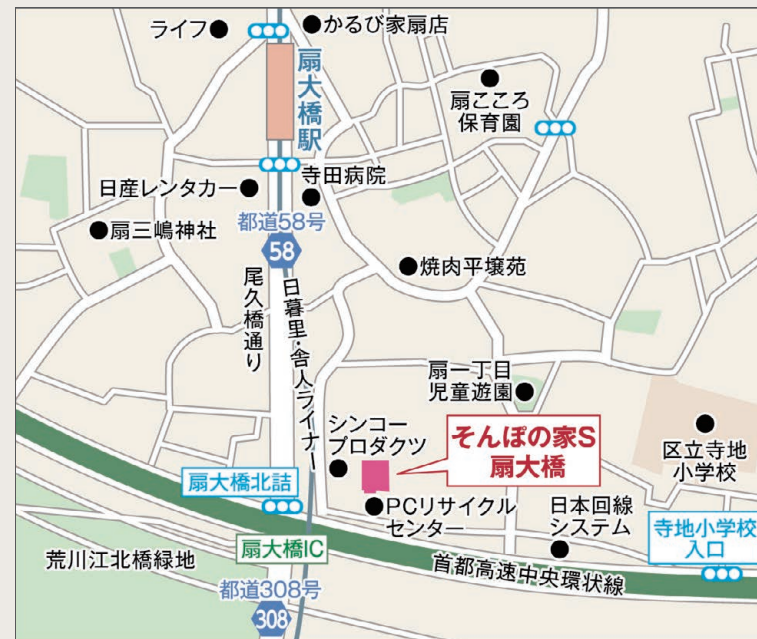 ライフ
かるび家扇店
扇大橋駅
扇こころ
保育園
寺田病院
日産レンタカー
扇三嶋神社
都道58号
58
焼肉平壌苑
尾久橋通り
日暮里・舎人ライナー
扇一丁目
児童遊園
シンコー
プロダクツ
そんぽの家S
扇大橋
区立寺地
小学校
扇大橋北詰
PCリサイクル
センター
日本回線
システム
寺地小学校
入口
扇大橋IC
荒川江北橋緑地
首都高速中央環状線
都道308号
308